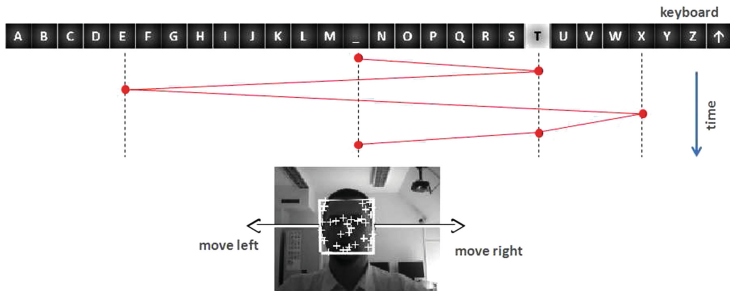 keyboard
A B C D E F G H I J K L M _ N O P Q R S T U V W X Y Z ↑
time
move left
move right